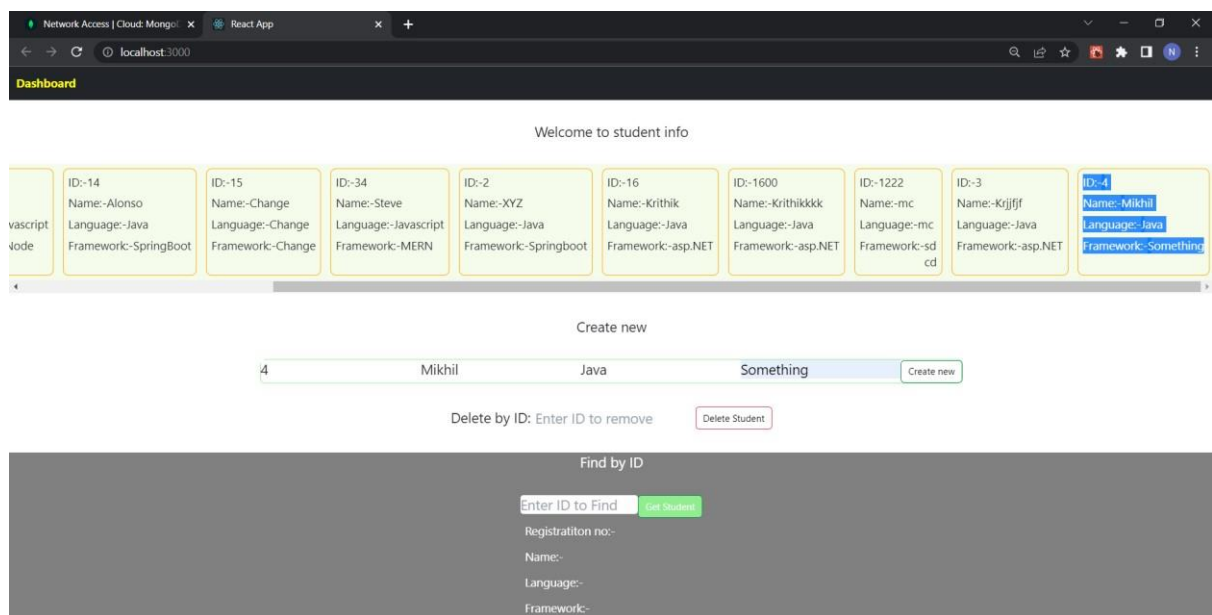 Network Access | Cloud: Mongo
React App
localhost:3000
N
Dashboard
Welcome to student info
vascript
Node
ID:-14
Name:-Alonso
Language:-Java
Framework:-SpringBoot
ID:-15
Name:-Change
Language:-Change
Framework:-Change
ID:-34
Name:-Steve
Language:-Javascript
Framework:-MERN
ID:-2
Name:-XYZ
Language:-Java
Framework:-Springboot
ID:-16
Name:-Krithik
Language:-Java
Framework:-asp.NET
ID:-1600
Name:-Krithikkkk
Language:-Java
Framework:-asp.NET
ID:-1222
Name:-mc
Language:-mc
Framework:-sd
cd
ID:-3
Name:-Krjjfjf
Language:-Java
Framework:-asp.NET
ID:-4
Name:-Mikhil
Language:-Java
Framework:-Something
Create new
4 Mikhil Java Something Create new
Delete by ID: Enter ID to remove Delete Student
Find by ID
Enter ID to Find Get Student
Registratiton no:-
Name:-
Language:-
Framework:-